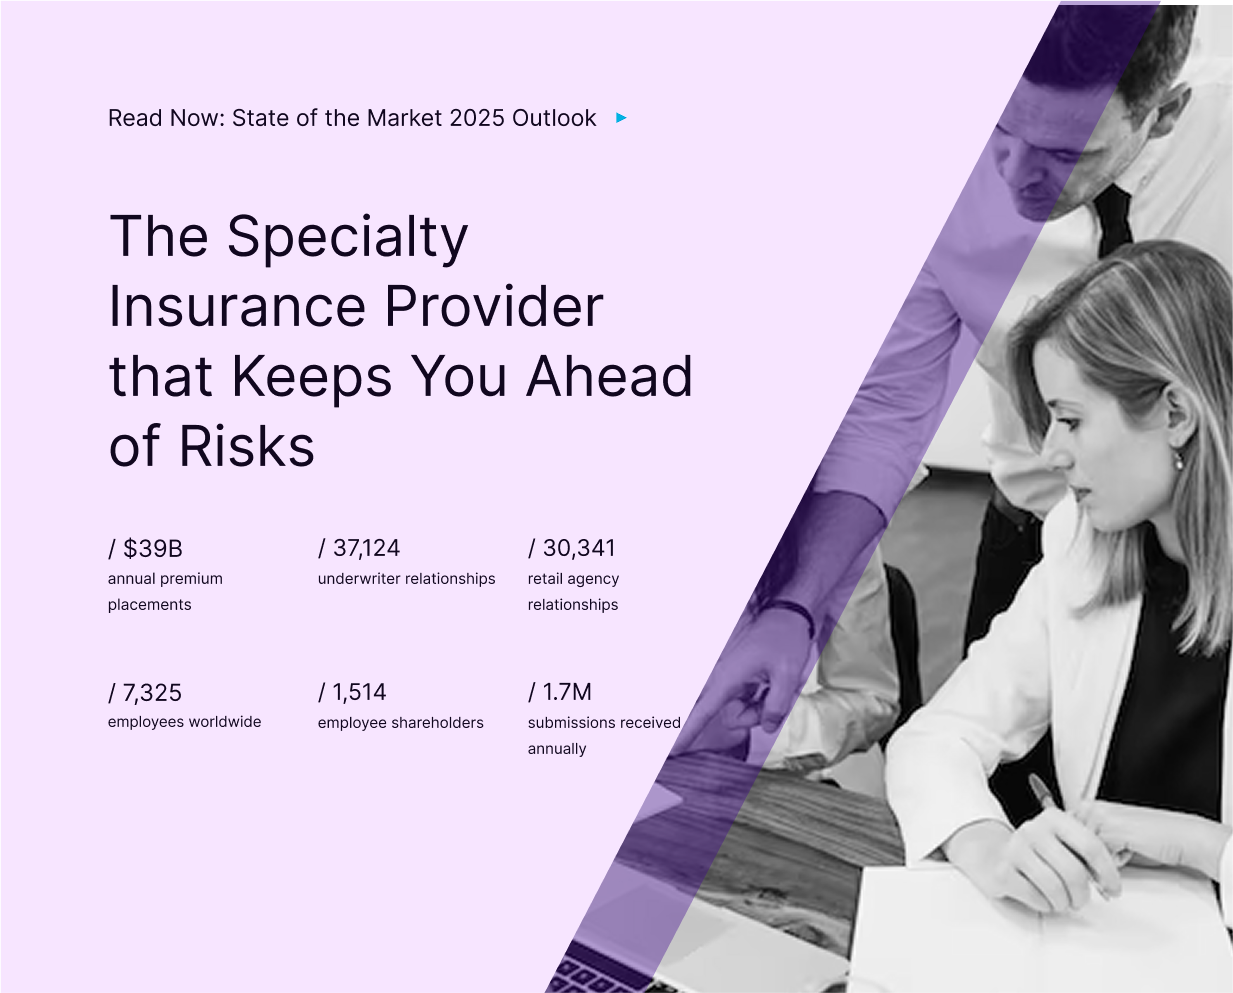 Read Now: State of the Market 2025 Outlook ▶
The Specialty
Insurance Provider
that Keeps You Ahead
of Risks
/ $39B
annual premium
placements
/ 37,124
underwriter relationships
/ 30,341
retail agency
relationships
/ 7,325
employees worldwide
/ 1,514
employee shareholders
/ 1.7M
submissions received
annually